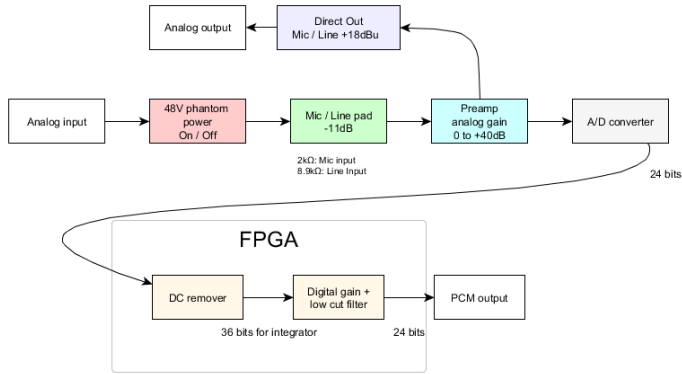 Analog output
Direct Out
Mic / Line +18dBu
Analog input
48V phantom
power
On / Off
Mic / Line pad
-11dB
Preamp
analog gain
0 to +40dB
A/D converter
2kΩ: Mic input
8.9kΩ: Line Input
24 bits
FPGA
DC remover
Digital gain +
low cut filter
PCM output
36 bits for integrator
24 bits